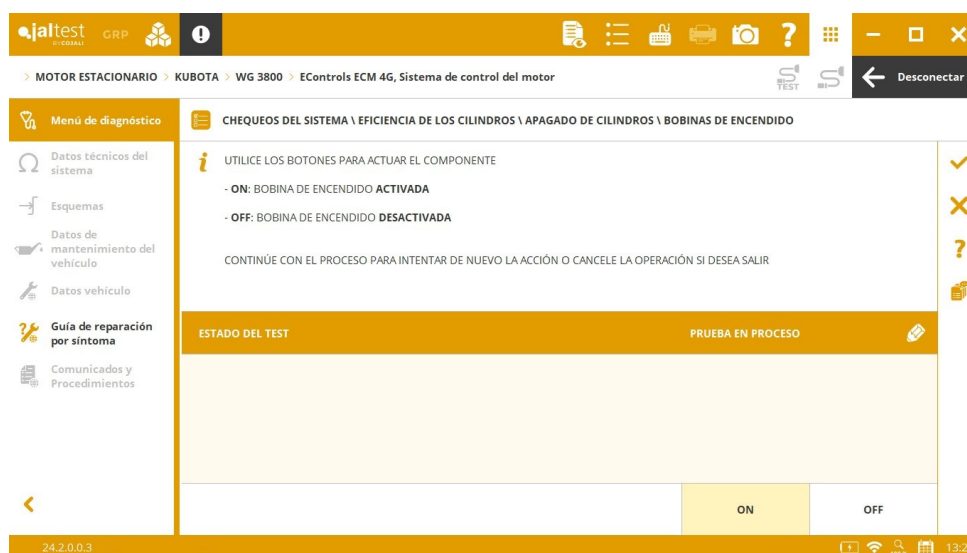 jaltest GRP
BY COJALI
> MOTOR ESTACIONARIO > KUBOTA > WG 3800 > EControls ECM 4G, Sistema de control del motor
TEST
Desconectar
Menú de diagnóstico
CHEQUEOS DEL SISTEMA \ EFICIENCIA DE LOS CILINDROS \ APAGADO DE CILINDROS \ BOBINAS DE ENCENDIDO
Datos técnicos del
sistema
Esquemas
Datos de
mantenimiento del
vehículo
Datos vehículo
Guía de reparación
por síntoma
Comunicados y
Procedimientos
UTILICE LOS BOTONES PARA ACTUAR EL COMPONENTE
- ON: BOBINA DE ENCENDIDO ACTIVADA
- OFF: BOBINA DE ENCENDIDO DESACTIVADA
CONTINÚE CON EL PROCESO PARA INTENTAR DE NUEVO LA ACCIÓN O CANCELE LA OPERACIÓN SI DESEA SALIR
ESTADO DEL TEST PRUEBA EN PROCESO
ON OFF
24.2.0.0.3